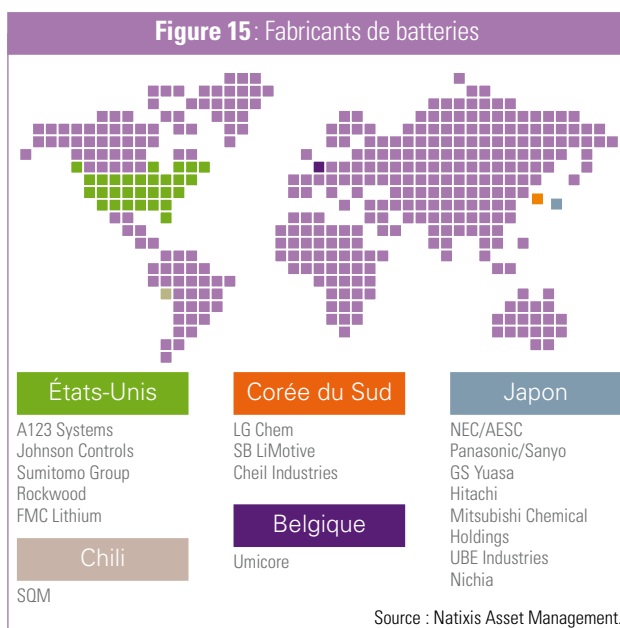 Figure 15 : Fabricants de batteries
États-Unis
A123 Systems
Johnson Controls
Sumitomo Group
Rockwood
FMC Lithium
Chili
SQM
Corée du Sud
LG Chem
SB LiMotive
Cheil Industries
Belgique
Umicore
Japon
NEC/AESC
Panasonic/Sanyo
GS Yuasa
Hitachi
Mitsubishi Chemical
Holdings
UBE Industries
Nichia
Source : Natixis Asset Management.